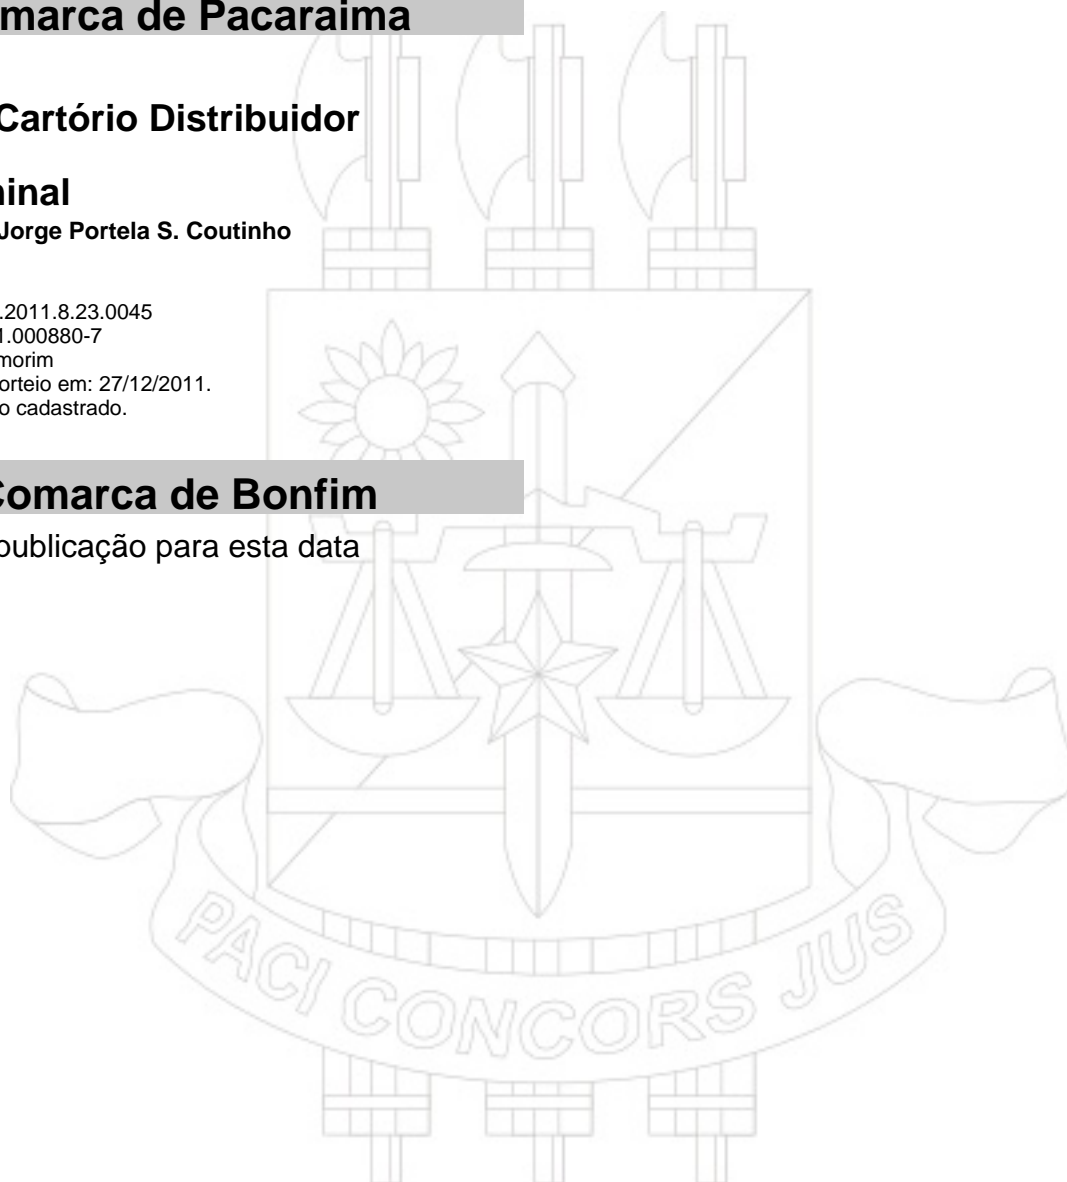 marca de Pacaraima
Cartório Distribuidor
inal
Jorge Portela S. Coutinho
.2011.8.23.0045
1.000880-7
morim
orteio em: 27/12/2011.
o cadastrado.
Comarca de Bonfim
publicação para esta data
PACI CONCORS JUS